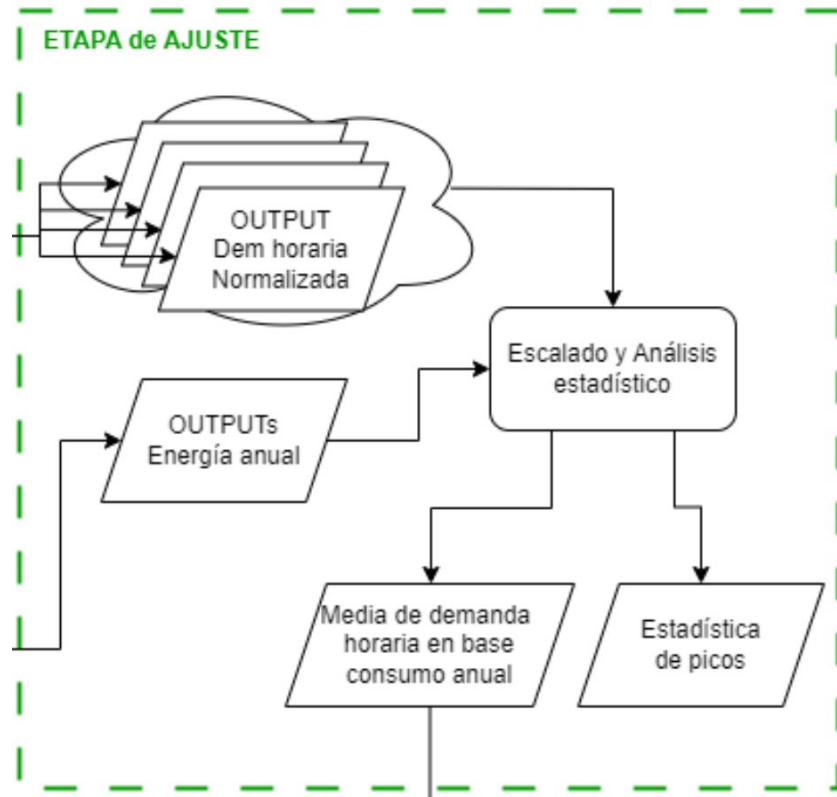 ETAPA de AJUSTE
OUTPUT
Dem horaria
Normalizada
Escalado y Análisis
estadístico
OUTPUTs
Energía anual
Media de demanda
horaria en base
consumo anual
Estadística
de picos